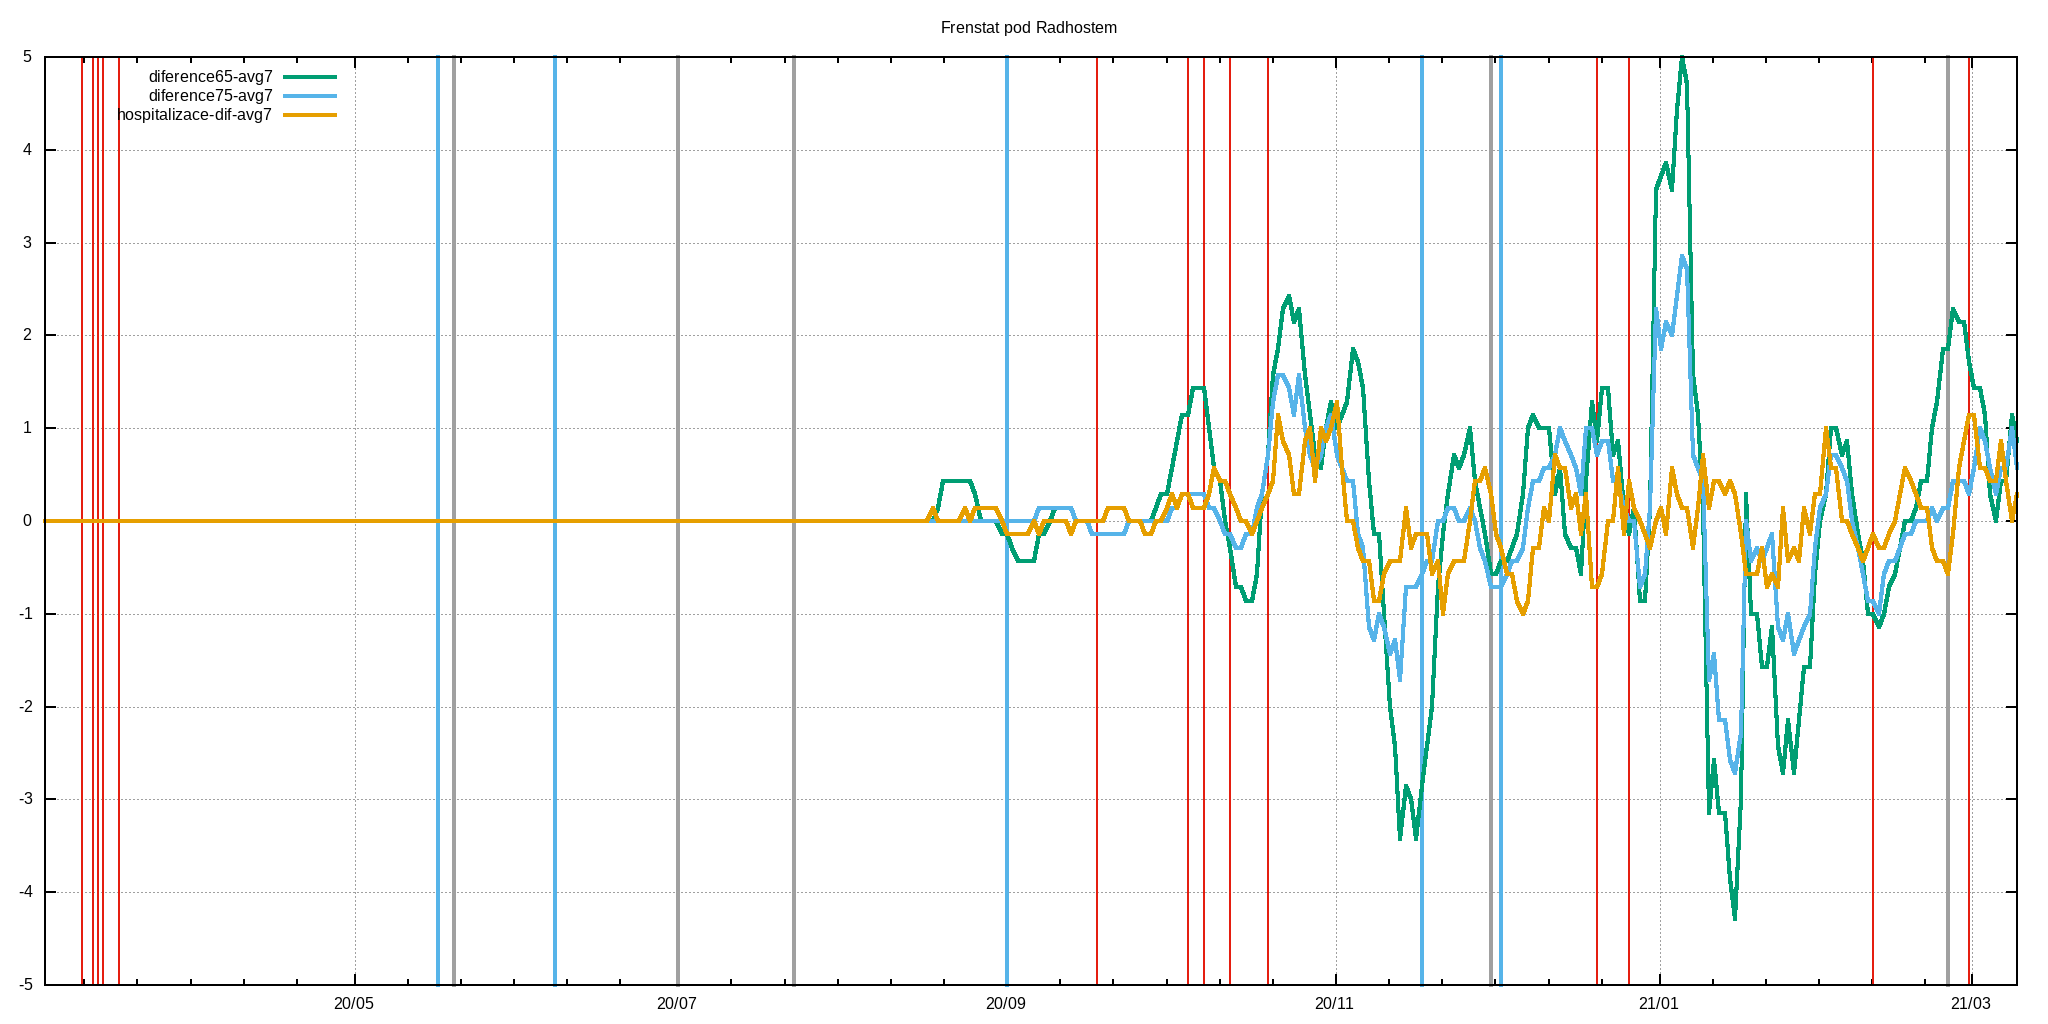 Frenstat pod Radhostem
diference65-avg7
diference75-avg7
hospitalizace-dif-avg7
5
4
3
2
1
0
-1
-2
-3
-4
-5
20/05 20/07 20/09 20/11 21/01 21/03